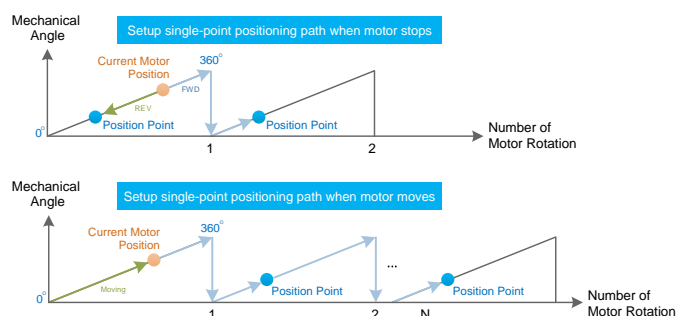 Mechanical
Angle
Setup single-point positioning path when motor stops
Current Motor
Position
360°
FWD
REV
Position Point
Position Point
0°
1
2
Number of
Motor Rotation
Mechanical
Angle
Setup single-point positioning path when motor moves
Current Motor
Position
360°
...
Moving
Position Point
Position Point
0°
1
2
N
Number of
Motor Rotation